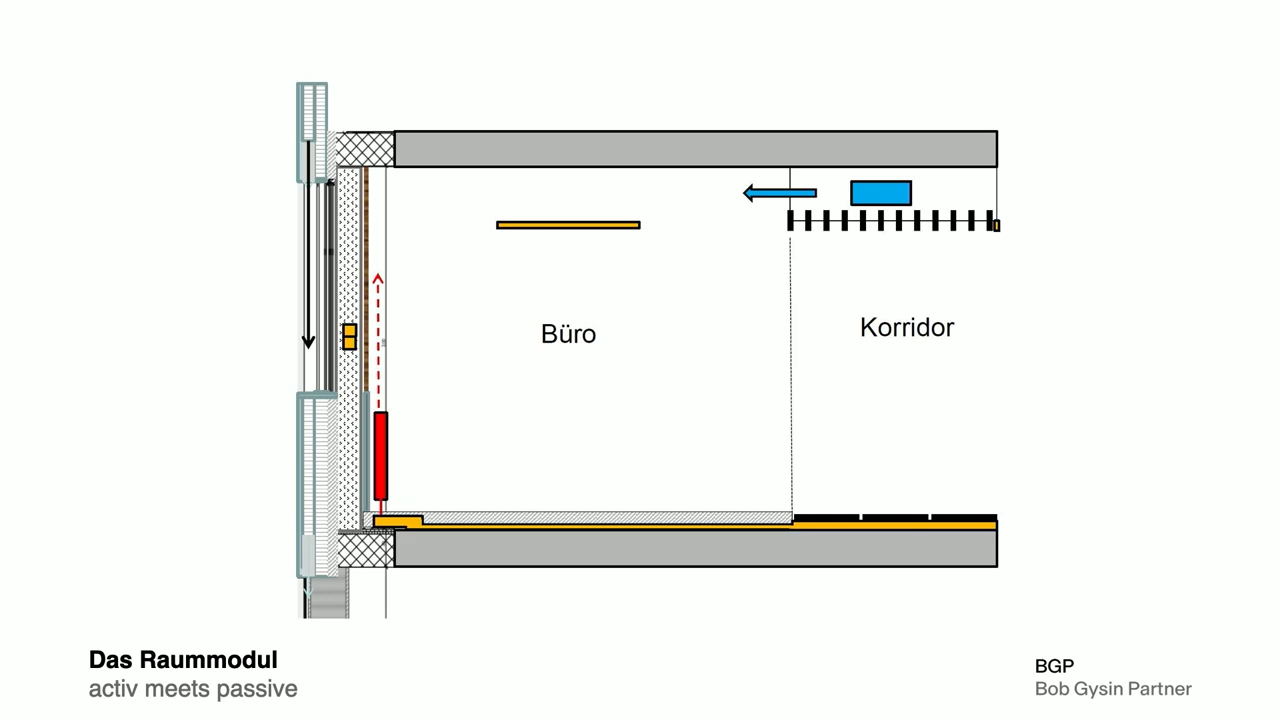 Büro
Korridor
Das Raummodul
activ meets passive
BGP
Bob Gysin Partner